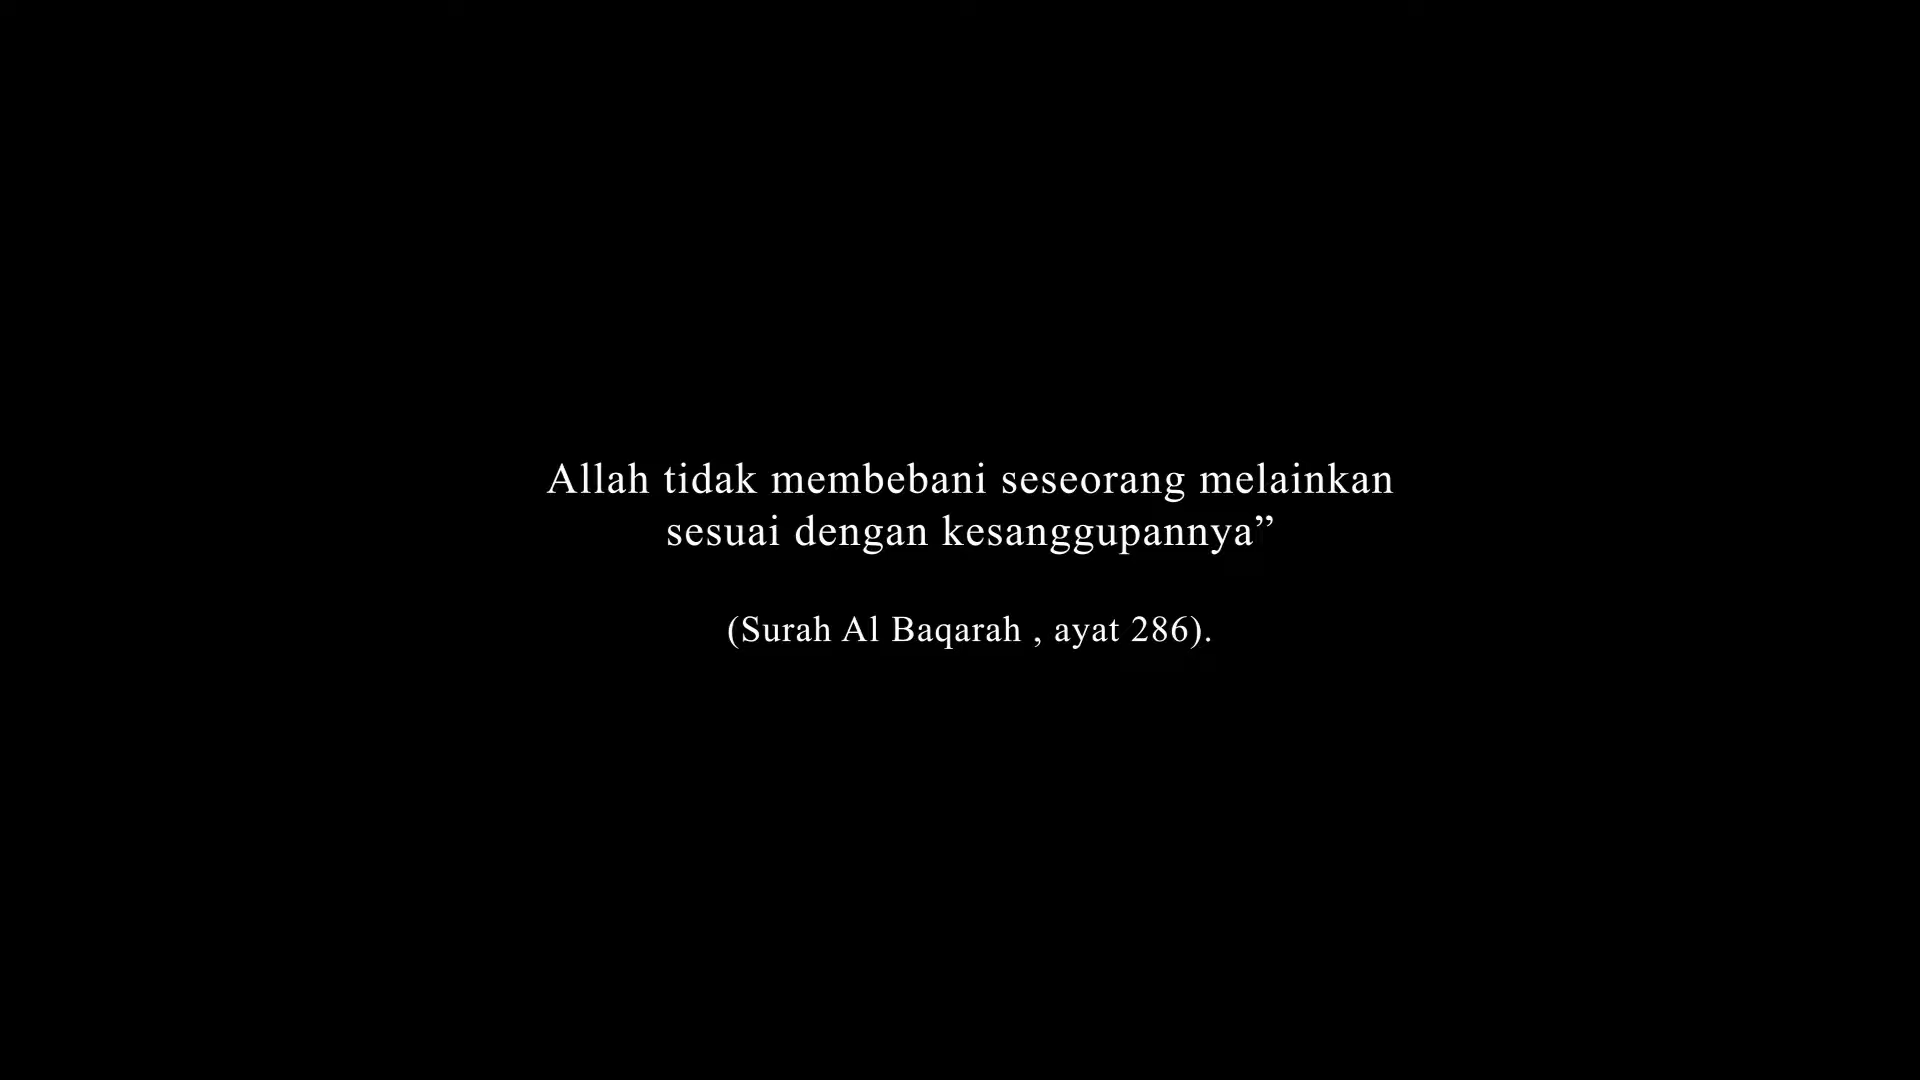 Allah tidak membebani seseorang melainkan
sesuai dengan kesanggupannya”
(Surah Al Baqarah , ayat 286).